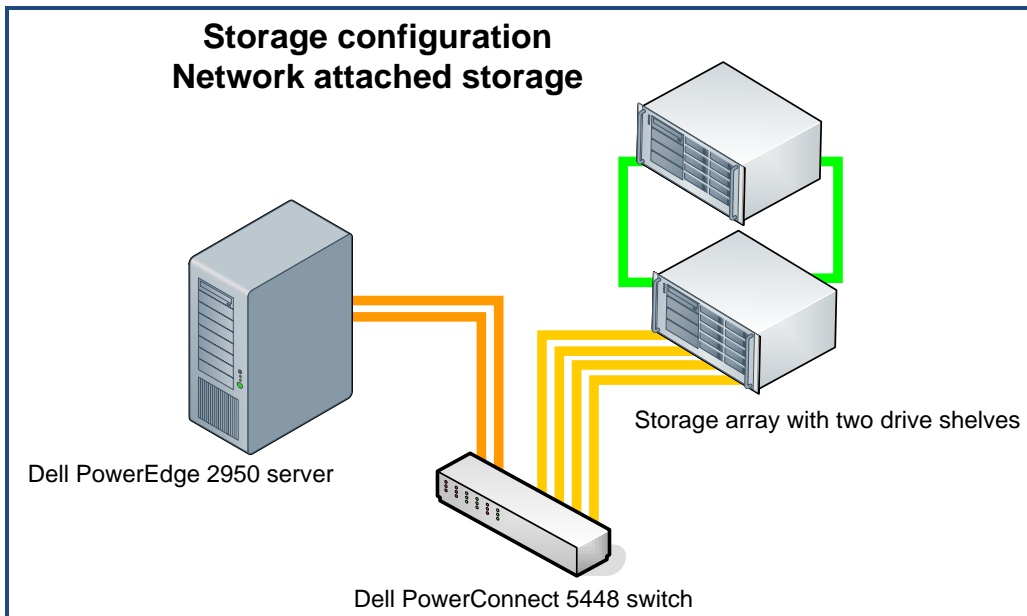 Storage configuration
Network attached storage
Storage array with two drive shelves
Dell PowerEdge 2950 server
Dell PowerConnect 5448 switch